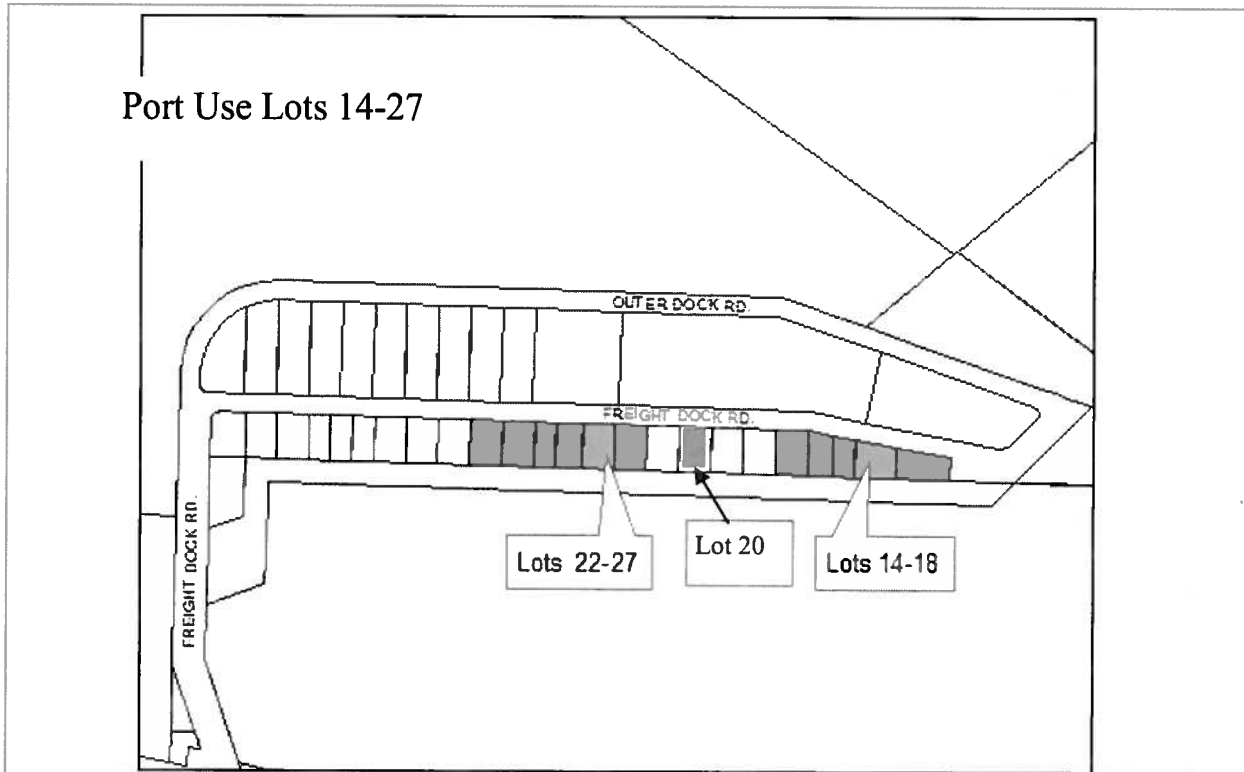 Port Use Lots 14-27
OUTER DOCK RD.
FREIGHT DOCK RD.
Lots 22-27
Lot 20
Lots 14-18
FREIGHT DOCK RD.